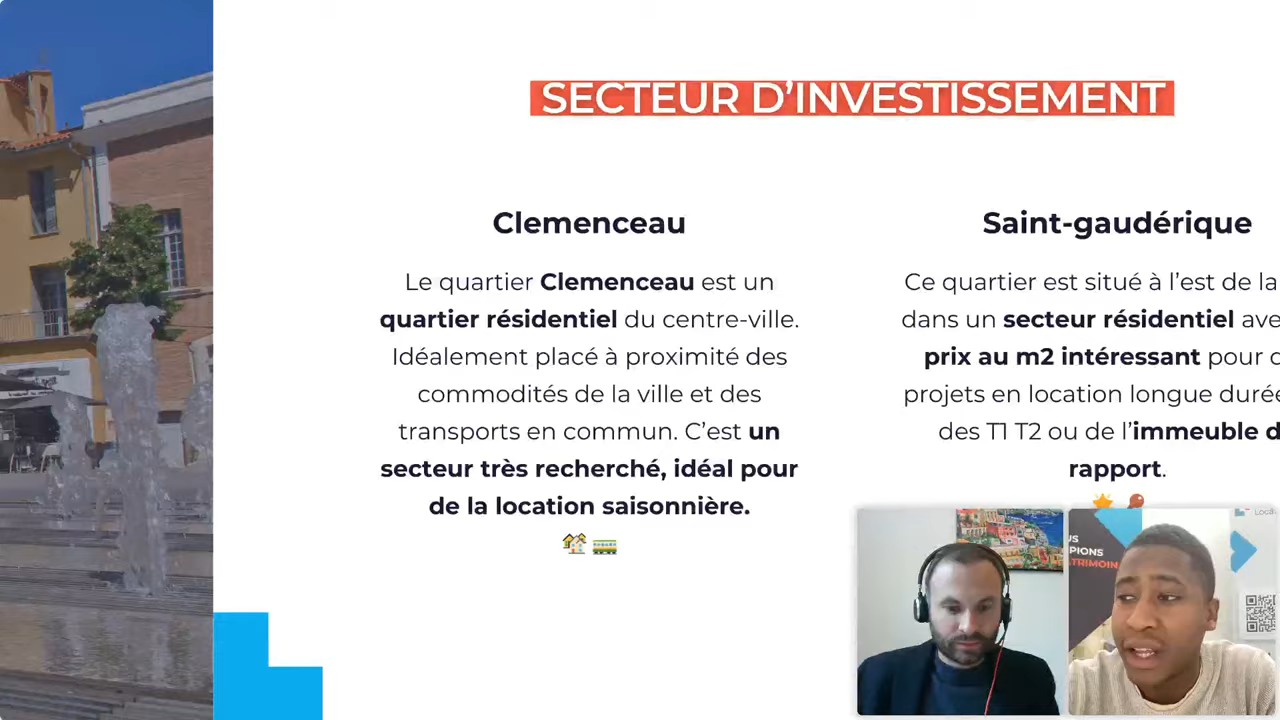 SECTEUR D'INVESTISSEMENT
Clemenceau
Le quartier Clemenceau est un
quartier résidentiel du centre-ville.
Idéalement placé à proximité des
commodités de la ville et des
transports en commun. C'est un
secteur très recherché, idéal pour
de la location saisonnière.
Saint-gaudérique
Ce quartier est situé à l'est de la
dans un secteur résidentiel
prix au m2 intéressant pour
projets en location longue
des T1 T2 ou de l'immeuble
rapport.